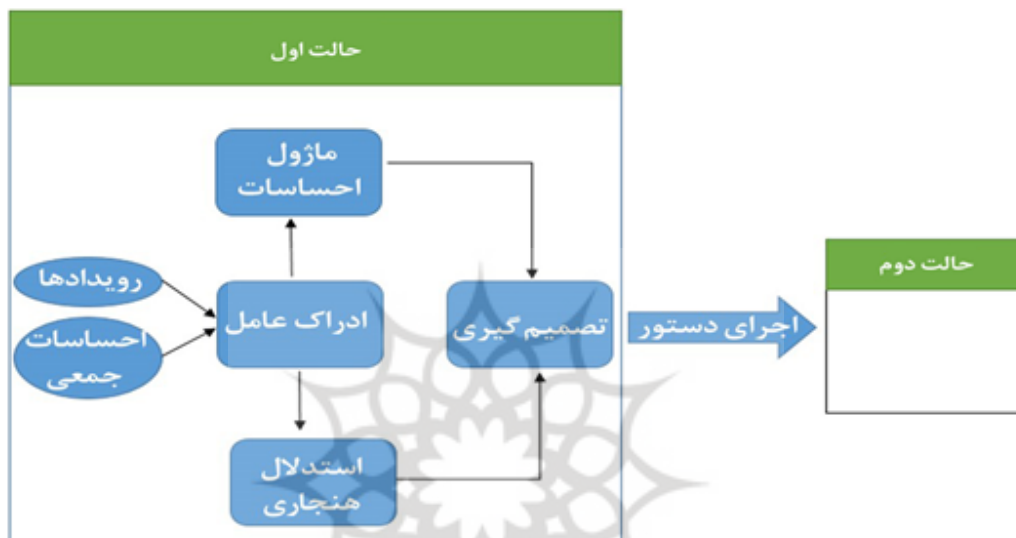 حالت اول
ماژول
احساسات
رویدادها
احساسات
جمعی
ادراک عامل
تصمیم گیری
استدلال
هنجاری
اجرای دستور
حالت دوم